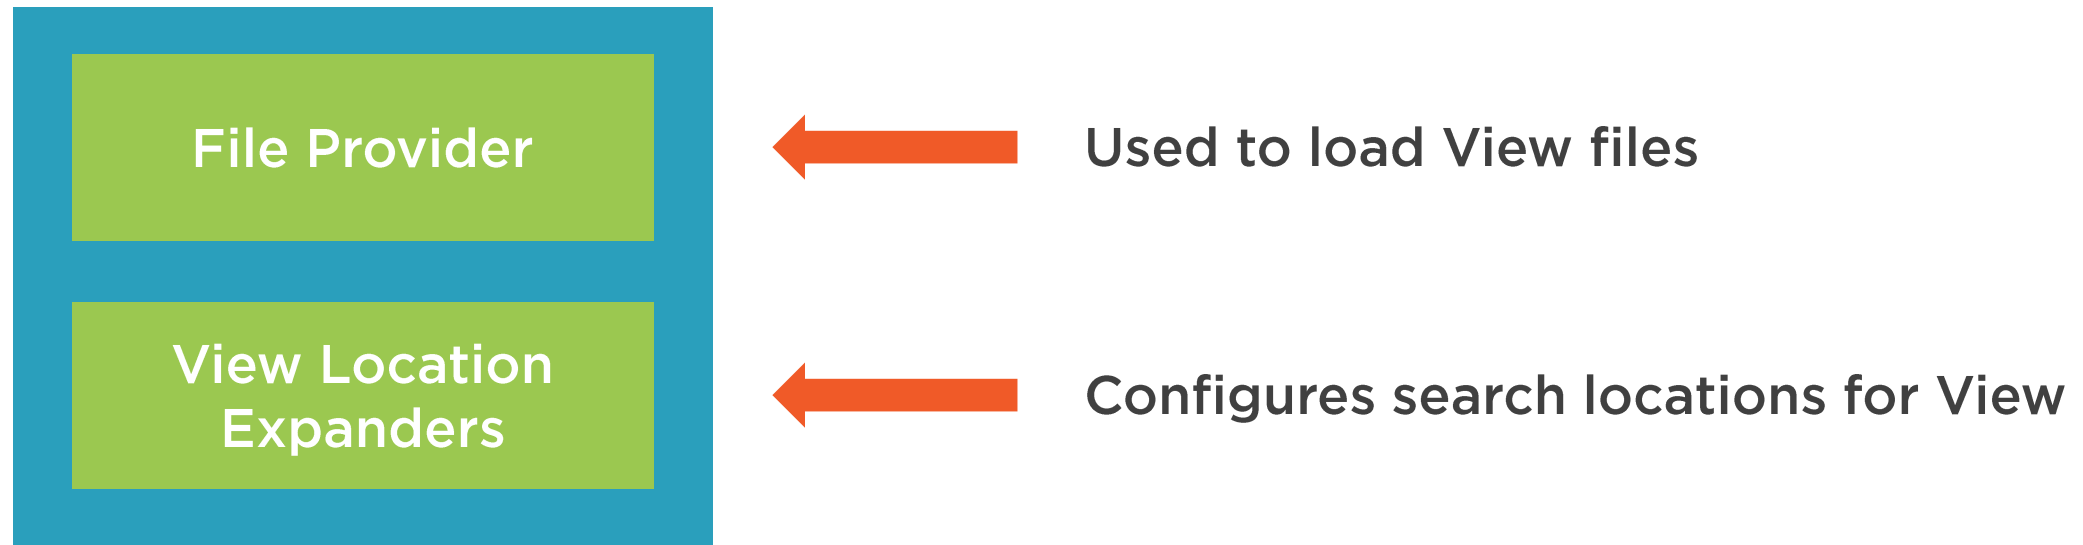 File Provider
Used to load View files
View Location
Expanders
Configures search locations for View